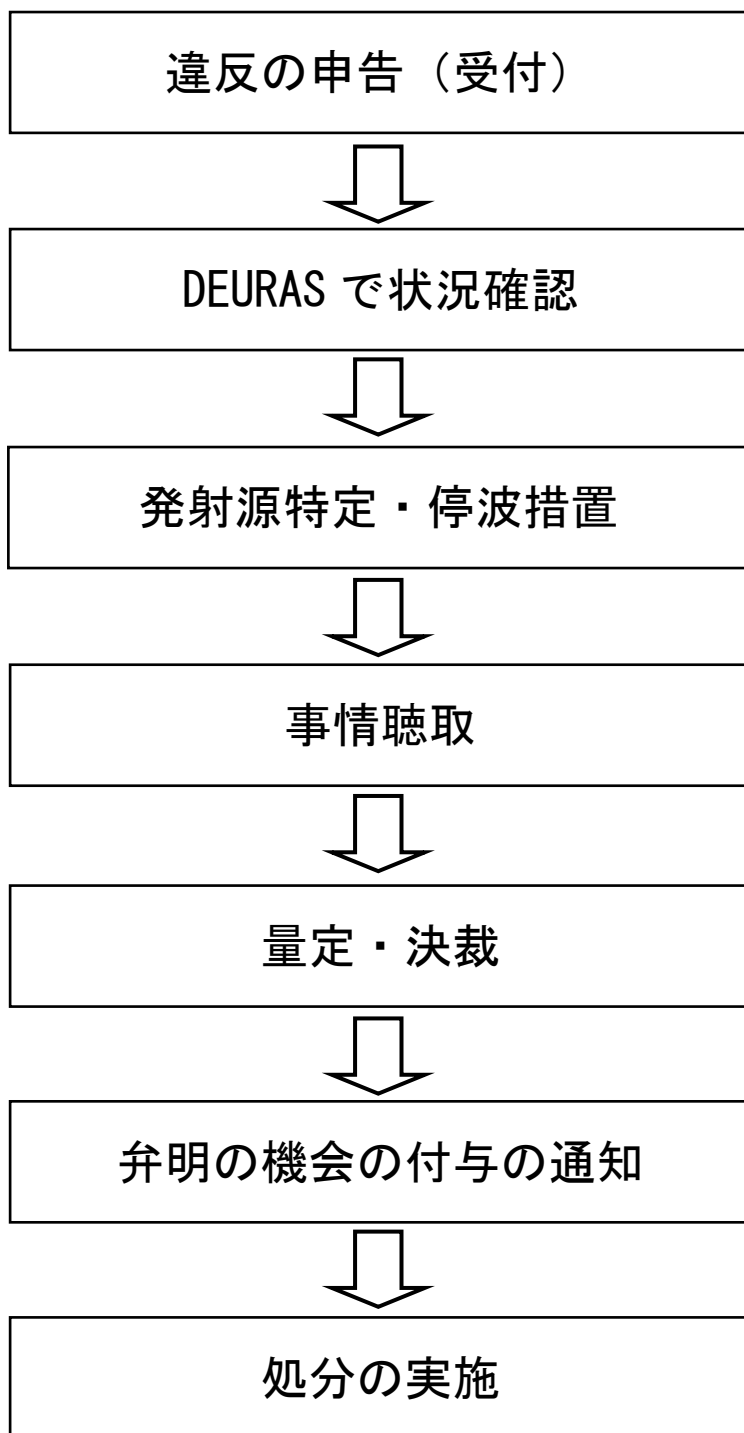 違反の申告（受付）
DEURAS で状況確認
発射源特定・停波措置
事情聴取
量定・決裁
弁明の機会の付与の通知
処分の実施